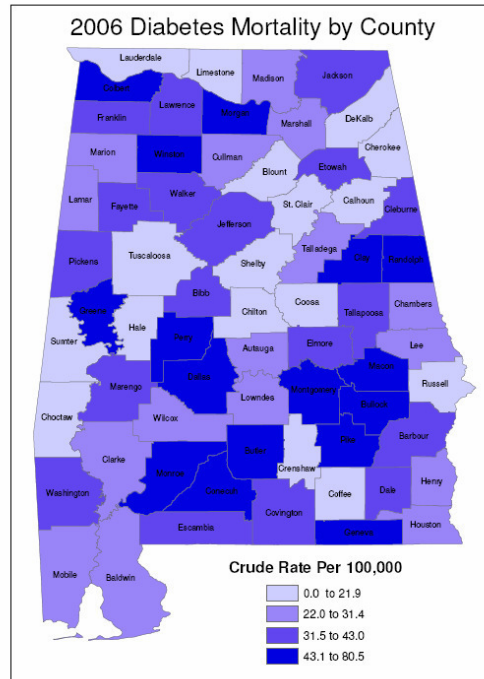 2006 Diabetes Mortality by County
Lauderdale
Limestone
Madison
Jackson
Colbert
Lawrence
Morgan
Franklin
Marshall
DeKalb
Cherokee
Marion
Winston
Cullman
Blount
Etowah
Lamar
Fayette
Walker
Jefferson
St. Clair
Calhoun
Cleburne
Talladega
Pickens
Tuscaloosa
Shelby
Clay
Randolph
Bibb
Greene
Hale
Perry
Chilton
Coosa
Tallapoosa
Chambers
Sumter
Autauga
Elmore
Lee
Dallas
Marengo
Lowndes
Montgomery
Macon
Russell
Bullock
Choctaw
Wilcox
Butler
Crenshaw
Pike
Barbour
Clarke
Monroe
Conecuh
Coffee
Dale
Henry
Washington
Covington
Escambia
Geneva
Houston
Mobile
Baldwin
Crude Rate Per 100,000
0.0 to 21.9
22.0 to 31.4
31.5 to 43.0
43.1 to 80.5